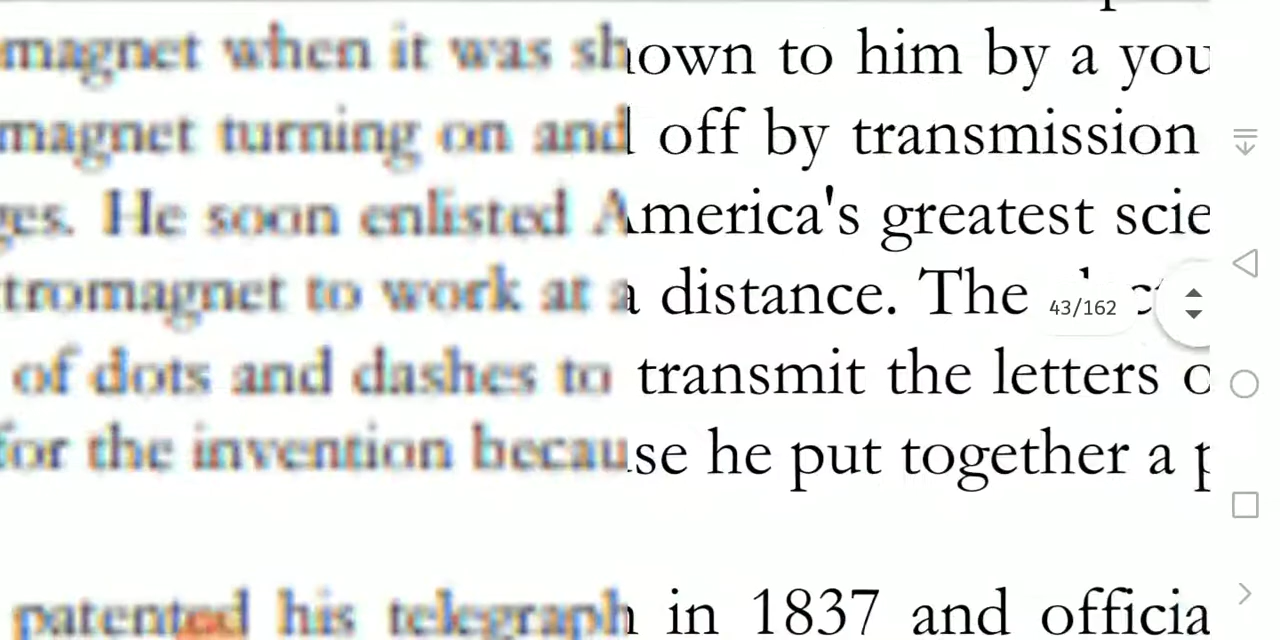 magnet when it was shown to him by a you
magnet turning on and off by transmission
ges. He soon enlisted America's greatest scie
tromagnet to work at a distance. The
43/162
of dots and dashes to transmit the letters o
for the invention because he put together a p
patented his telegraph in 1837 and officia